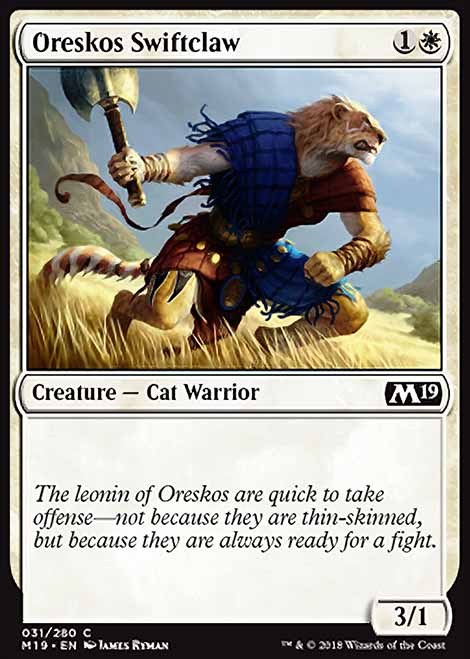 Oreskos Swiftclaw 1
Creature — Cat Warrior M19
The leonin of Oreskos are quick to take
offense—not because they are thin-skinned,
but because they are always ready for a fight.
3/1
031/280 C
M19 • EN James Ryman
™ & © 2018 Wizards of the Coast